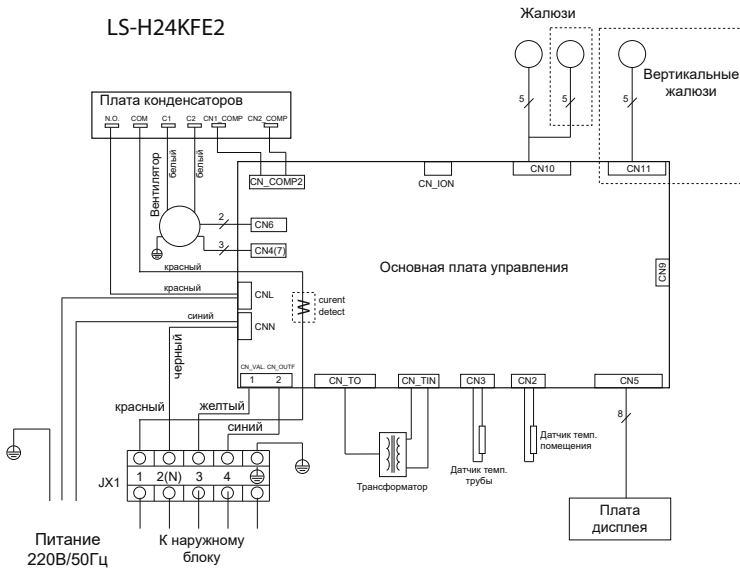 LS-H24KFE2
Жалюзи
5
5
5
Вертикальные
жалюзи
Плата конденсаторов
N.O. COM C1 C2 CN1_COMP CN2_COMP
Вентилятор
белый
белый
CN_COMP2
CN_ION
CN10
CN11
2
CN6
3
CN4(7)
Основная плата управления
CN9
красный
красный
CNL
curent
detect
синий
CNN
черный
CN_VAL. CN_OUTF
1 2
CN_TO
CN_TIN
CN3
CN2
CN5
красный
желтый
синий
8
Датчик темп.
помещения
Датчик темп.
трубы
Трансформатор
JX1
1 2(N) 3 4
Плата
дисплея
Питание
220В/50Гц
К наружному
блоку